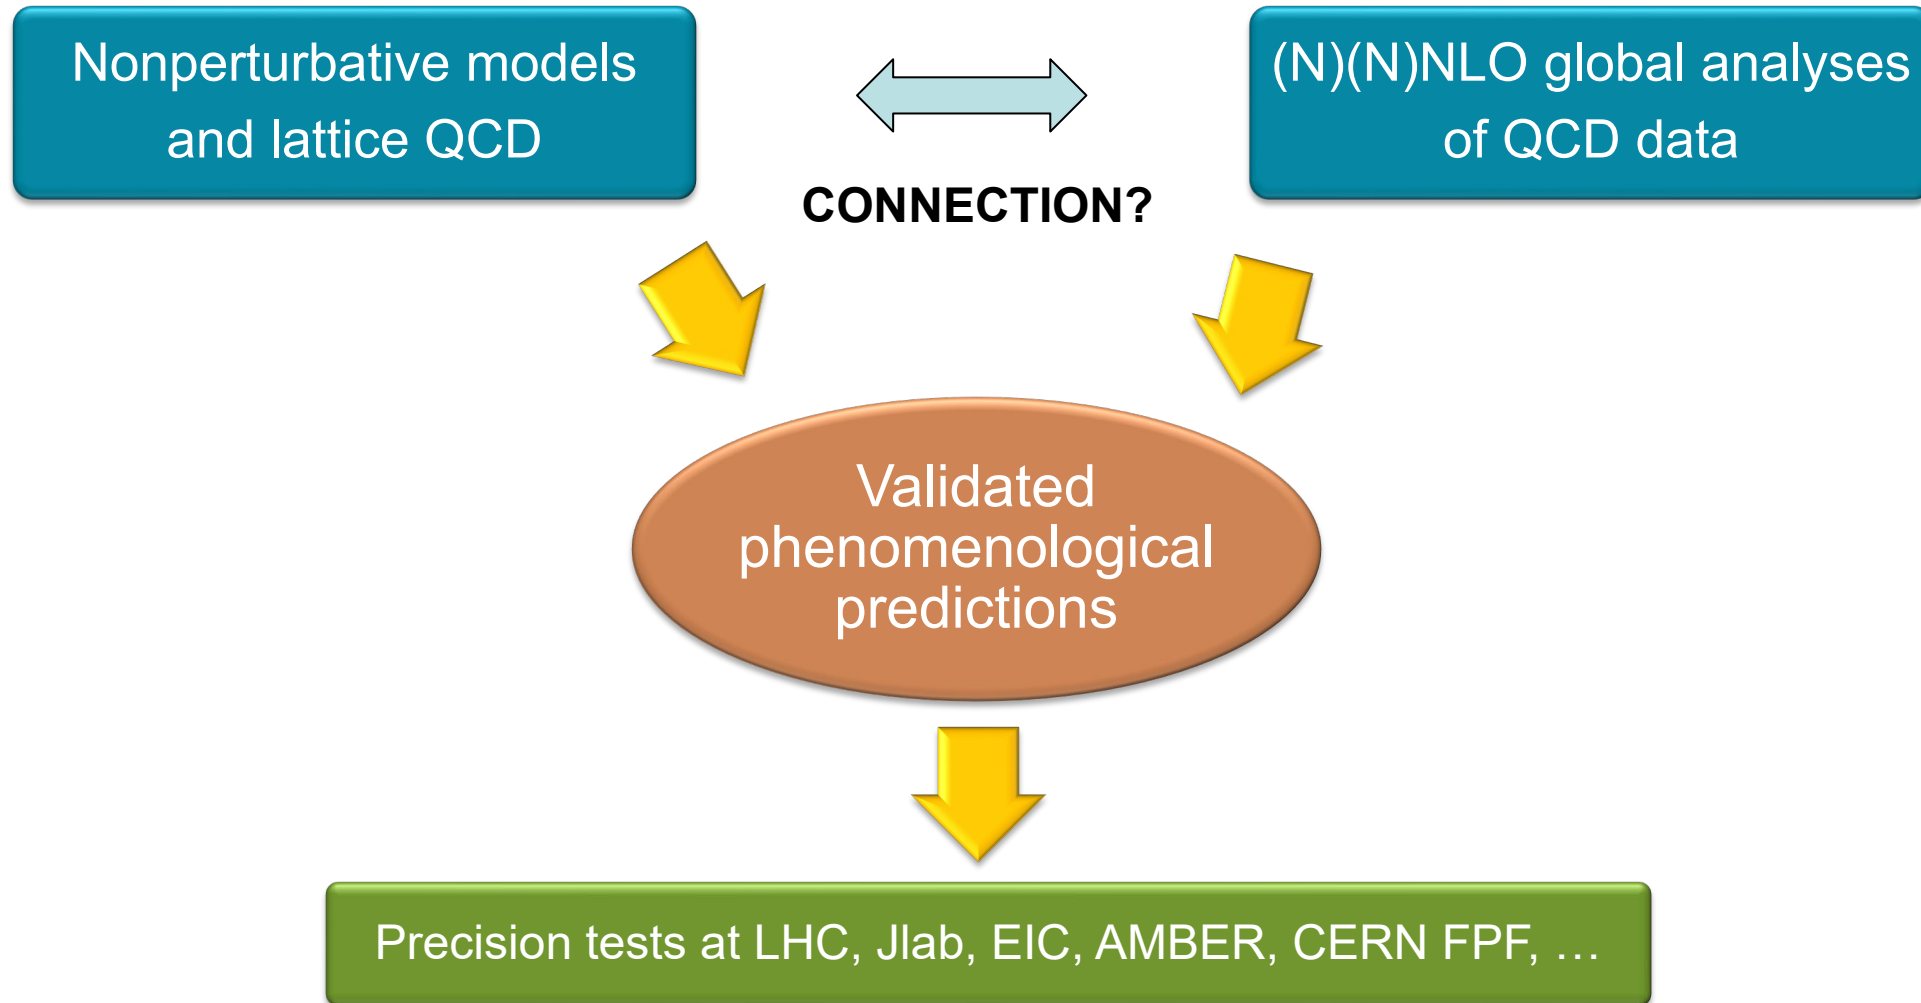 Nonperturbative models
and lattice QCD
(N)(N)NLO global analyses
of QCD data
CONNECTION?
Validated
phenomenological
predictions
Precision tests at LHC, Jlab, EIC, AMBER, CERN FPF, …